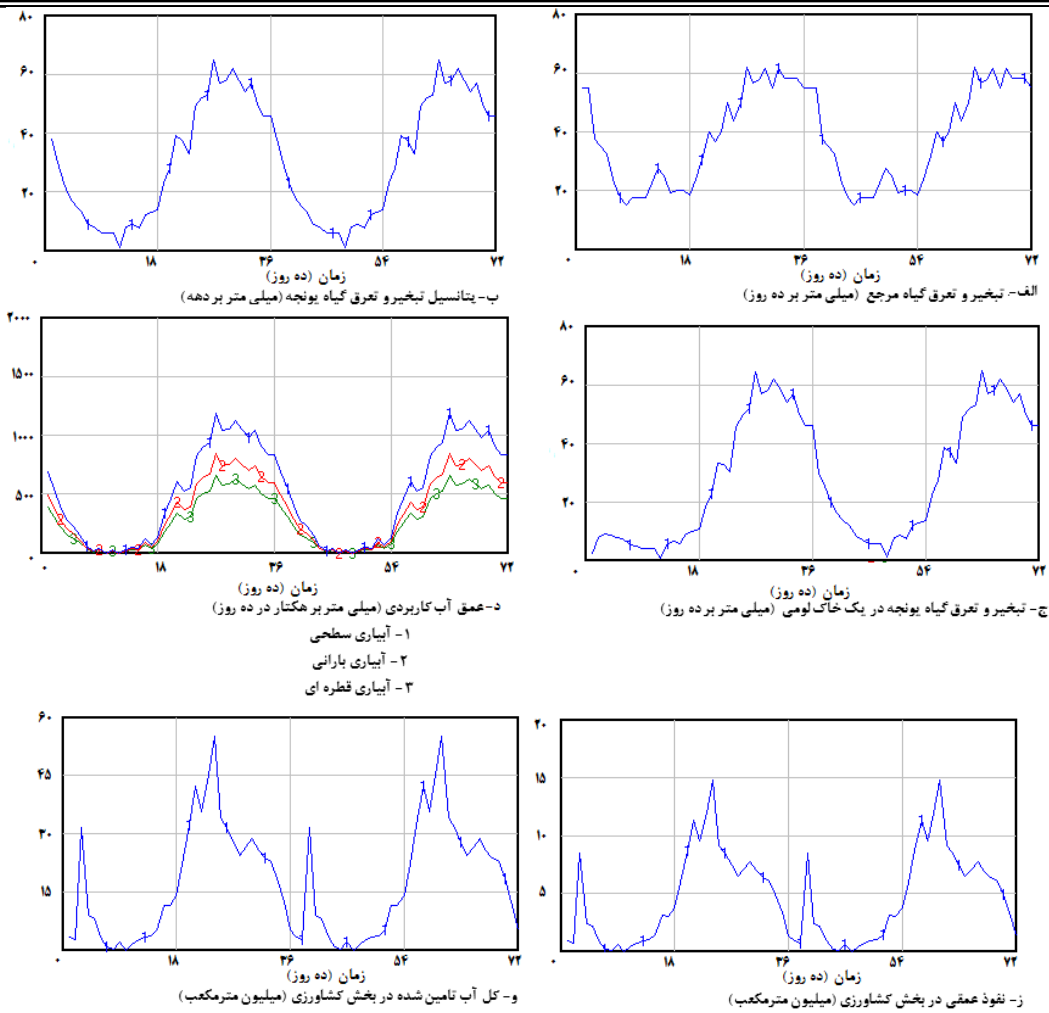 ۸۰
۶۰
۴۰
۲۰
۰ ۱۸ ۳۶ ۵۴ ۷۲
زمان (ده روز)
الف- تبخیر و تعرق گیاه مرجع (میلی متر بر ده روز)
۸۰
۶۰
۴۰
۲۰
۰ ۱۸ ۳۶ ۵۴ ۷۲
زمان (ده روز)
ب- پتانسیل تبخیر و تعرق گیاه یونجه (میلی متر بر دهه)
۸۰
۶۰
۴۰
۲۰
۰ ۱۸ ۳۶ ۵۴ ۷۲
زمان (ده روز)
ج- تبخیر و تعرق گیاه یونجه در یک خاک لومی (میلی متر بر ده روز)
۲۰۰۰
۱۵۰۰
۱۰۰۰
۵۰۰
۰
۰ ۱۸ ۳۶ ۵۴ ۷۲
زمان (ده روز)
د- عمق آب کاربردی (میلی متر بر هکتار در ده روز)
۱- آبیاری سطحی
۲- آبیاری بارانی
۳- آبیاری قطره ای
۲۰
۱۵
۱۰
۵
۰ ۱۸ ۳۶ ۵۴ ۷۲
زمان (ده روز)
ز- نفوذ عمقی در بخش کشاورزی (میلیون مترمکعب)
۶۰
۴۵
۳۰
۱۵
۰ ۱۸ ۳۶ ۵۴ ۷۲
زمان (ده روز)
و- کل آب تامین شده در بخش کشاورزی (میلیون مترمکعب)